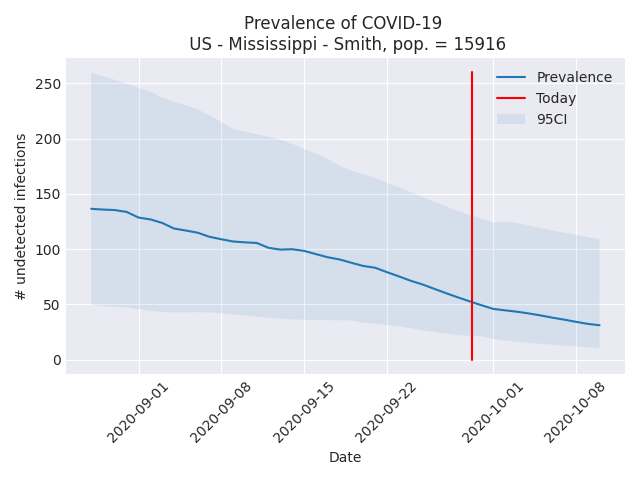 Prevalence of COVID-19
US - Mississippi - Smith, pop. = 15916
Prevalence
Today
95CI
# undetected infections
250
200
150
100
50
0
2020-09-01
2020-09-08
2020-09-15
2020-09-22
2020-10-01
2020-10-08
Date